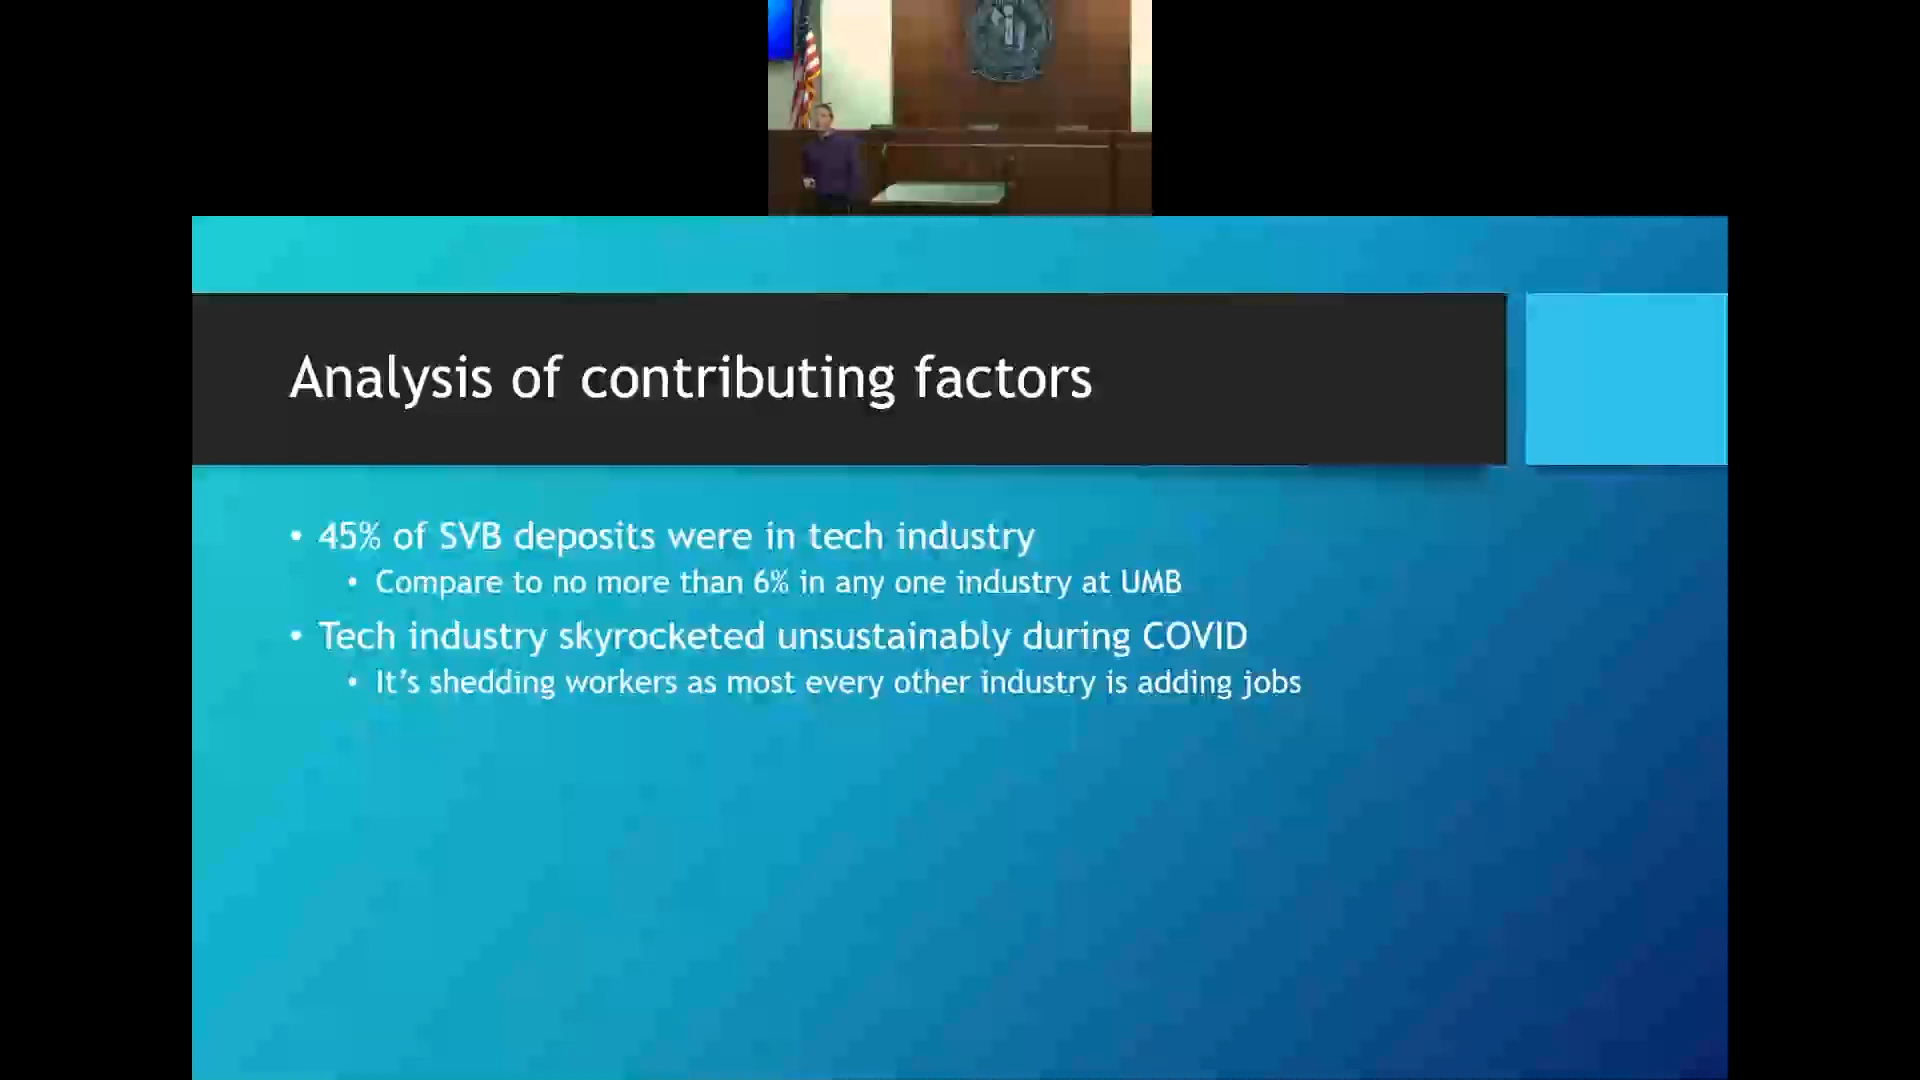 Analysis of contributing factors
• 45% of SVB deposits were in tech industry
• Compare to no more than 6% in any one industry at UMB
• Tech industry skyrocketed unsustainably during COVID
• It's shedding workers as most every other industry is adding jobs